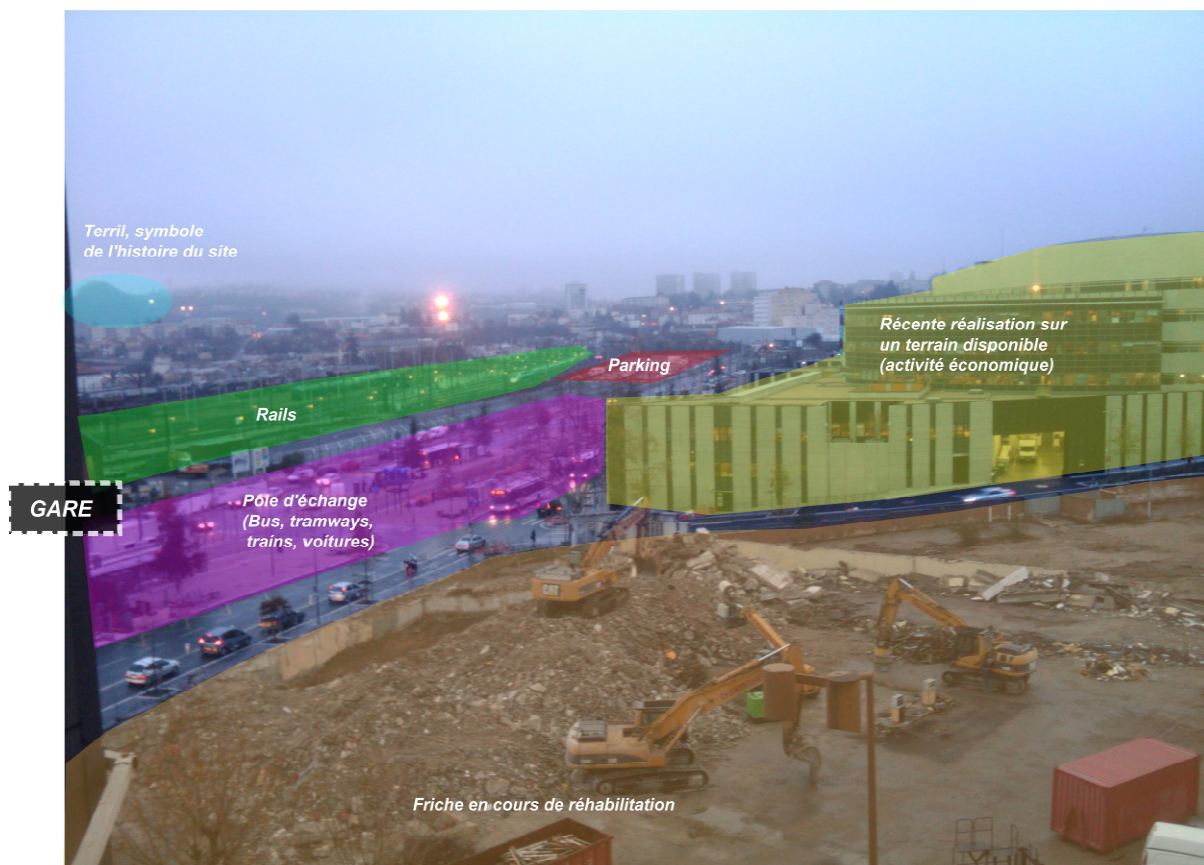 Terril, symbole
de l'histoire du site
Récente réalisation sur
un terrain disponible
(activité économique)
Parking
Rails
GARE
Pôle d'échange
(Bus, tramways,
trains, voitures)
CAT
Friche en cours de réhabilitation